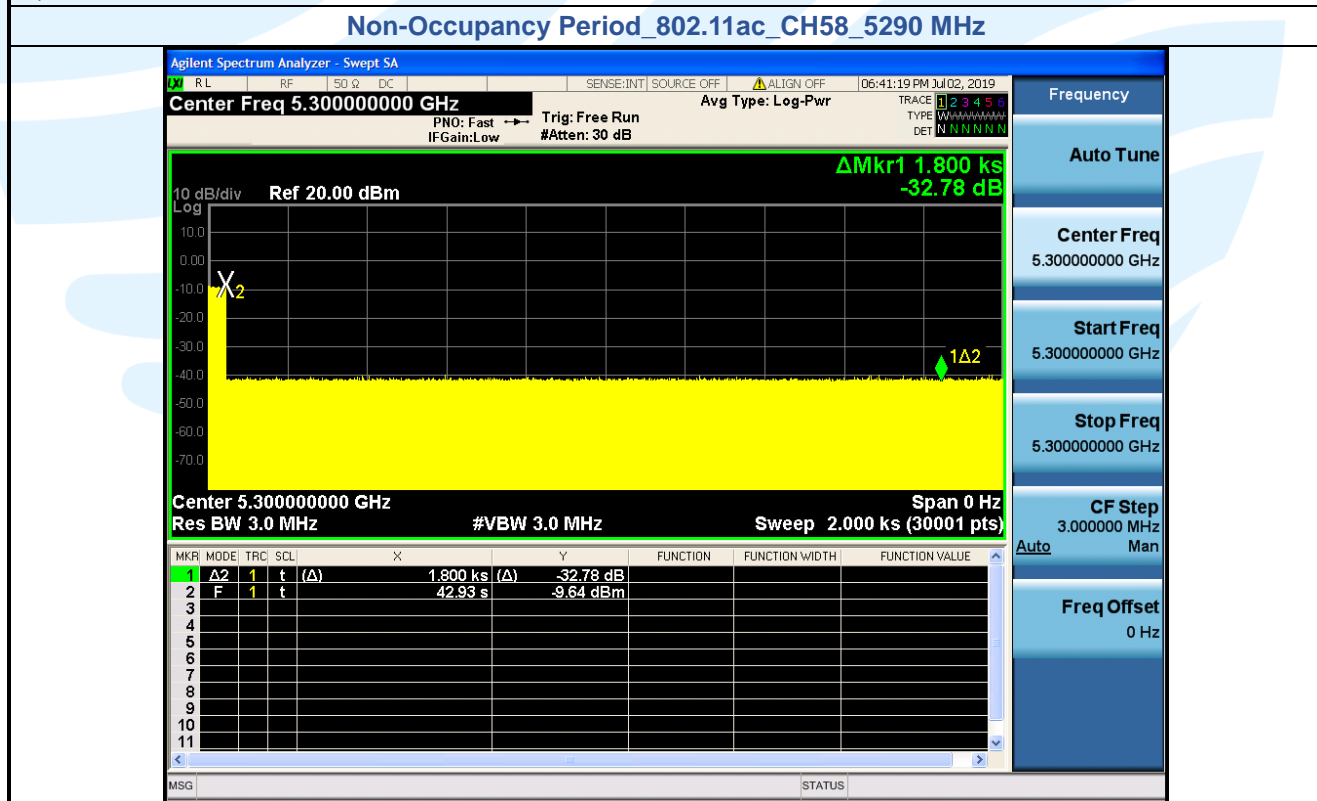 Non-Occupancy Period_802.11ac_CH58_5290 MHz
Agilent Spectrum Analyzer - Swept SA
LXI RL RF 50 Ω DC SENSE:INT SOURCE OFF ALIGN OFF 06:41:19 PM Jul 02, 2019
Center Freq 5.300000000 GHz
PNO: Fast
IFGain:Low
Trig: Free Run
#Atten: 30 dB
Avg Type: Log-Pwr
TRACE 1 2 3 4 5 6
TYPE WWWWWW
DET N N N N N N
ΔMkr1 1.800 ks
-32.78 dB
10 dB/div Ref 20.00 dBm
Log
10.0
0.00
-10.0
-20.0
-30.0
-40.0
-50.0
-60.0
-70.0
X2
1Δ2
Center 5.300000000 GHz Span 0 Hz
Res BW 3.0 MHz #VBW 3.0 MHz Sweep 2.000 ks (30001 pts)
MKR MODE TRC SCL X Y FUNCTION FUNCTION WIDTH FUNCTION VALUE
1 Δ2 1 t (Δ) 1.800 ks (Δ) -32.78 dB
2 F 1 t 42.93 s -9.64 dBm
3
4
5
6
7
8
9
10
11
MSG STATUS
Frequency
Auto Tune
Center Freq
5.300000000 GHz
Start Freq
5.300000000 GHz
Stop Freq
5.300000000 GHz
CF Step
3.000000 MHz
Auto Man
Freq Offset
0 Hz